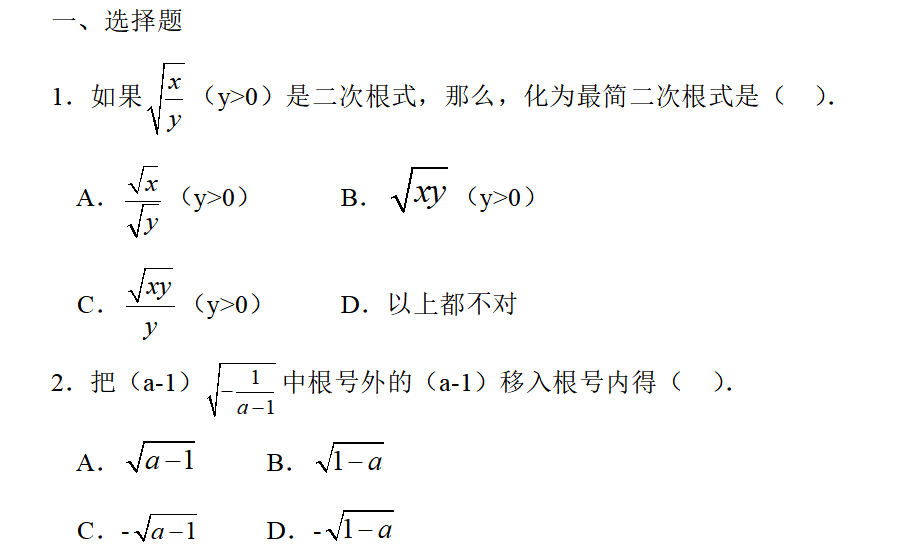 一、选择题
1．如果$\sqrt{\frac{x}{y}}$（y>0）是二次根式，那么，化为最简二次根式是（ ）．
A．$\frac{\sqrt{x}}{\sqrt{y}}$（y>0） B．$\sqrt{xy}$（y>0）
C．$\frac{\sqrt{xy}}{y}$（y>0） D．以上都不对
2．把（a-1）$\sqrt{-\frac{1}{a-1}}$中根号外的（a-1）移入根号内得（ ）．
A．$\sqrt{a-1}$ B．$\sqrt{1-a}$
C．-$\sqrt{a-1}$ D．-$\sqrt{1-a}$